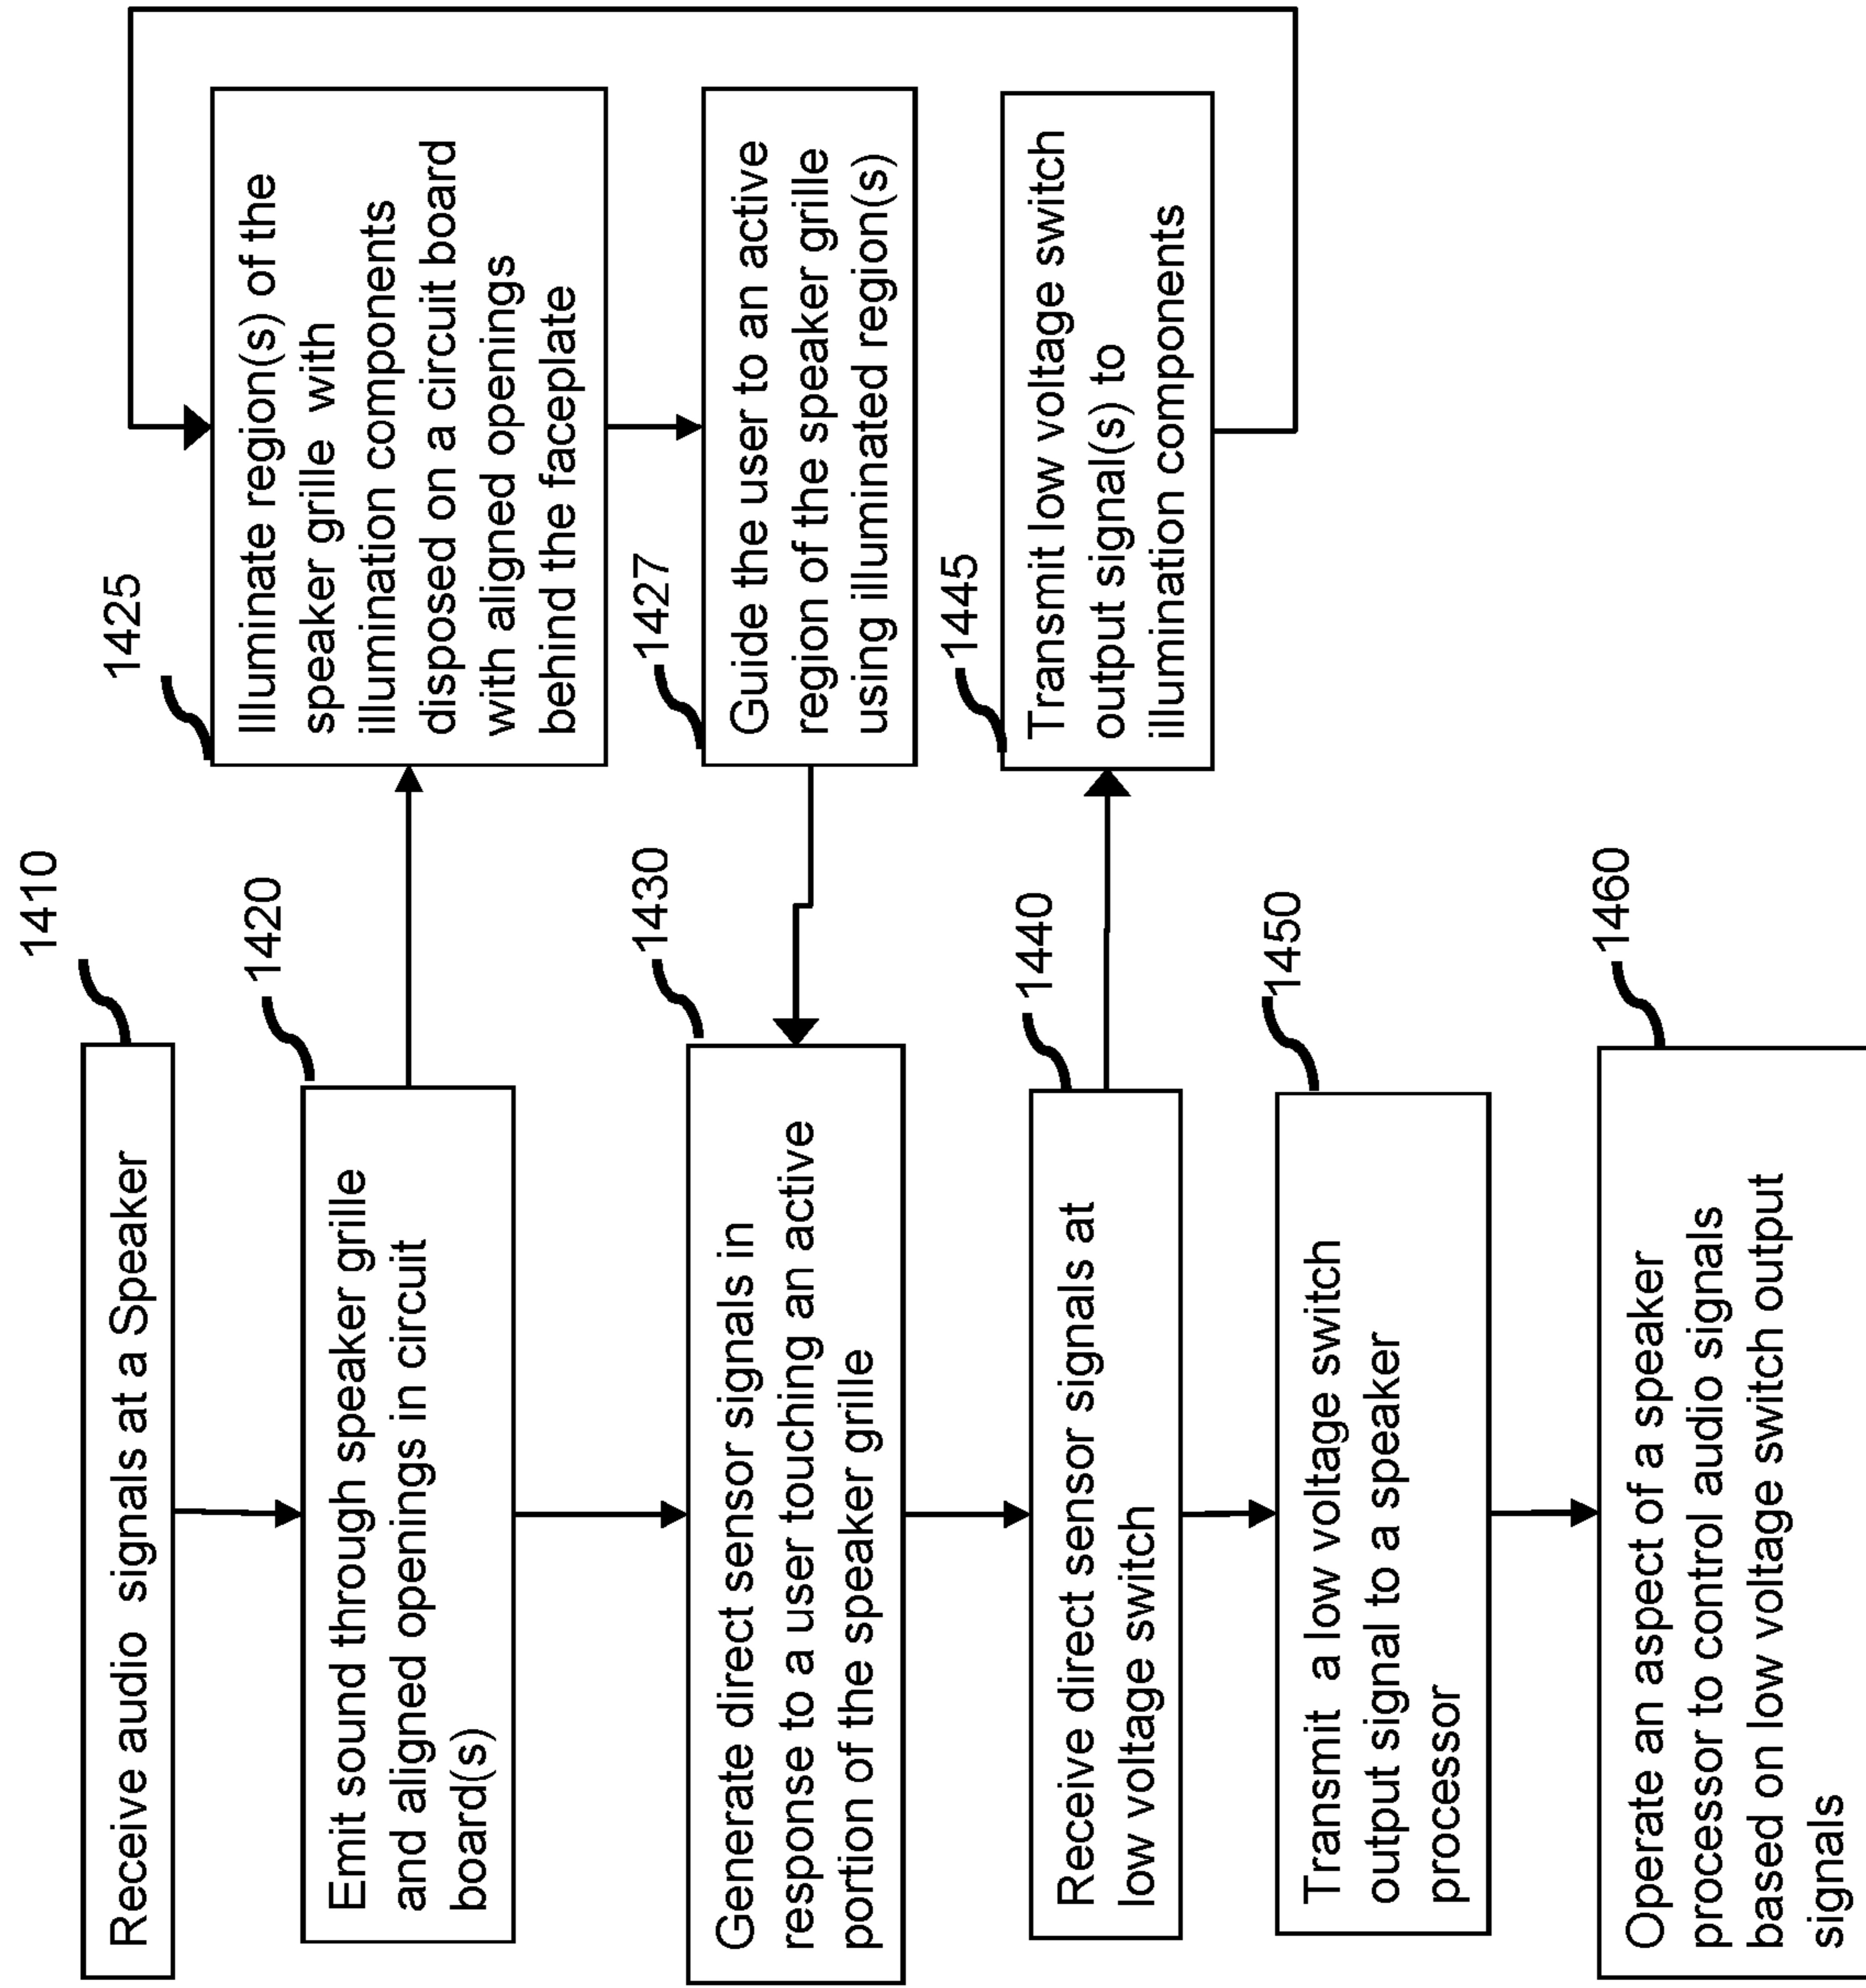 1410
Receive audio signals at a Speaker
1420
Emit sound through speaker grille
and aligned openings in circuit
board(s)
1425
Illuminate region(s) of the
speaker grille with
illumination components
disposed on a circuit board
with aligned openings
behind the faceplate
1427
Guide the user to an active
region of the speaker grille
using illuminated region(s)
1430
Generate direct sensor signals in
response to a user touching an active
portion of the speaker grille
1440
Receive direct sensor signals at
low voltage switch
1445
Transmit low voltage switch
output signal(s) to
illumination components
1450
Transmit a low voltage switch
output signal to a speaker
processor
1460
Operate an aspect of a speaker
processor to control audio signals
based on low voltage switch output
signals